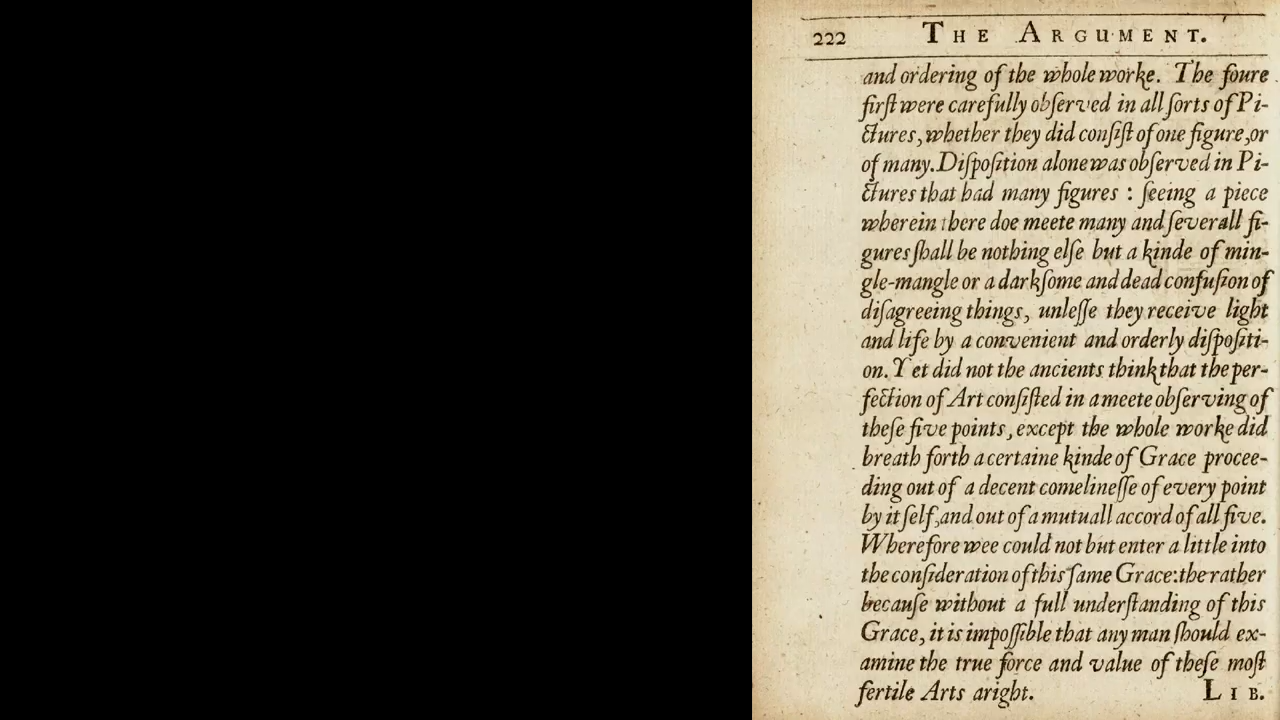 222 THE ARGUMENT.
and ordering of the whole worke. The foure
first were carefully observed in all sorts of Pi-
ctures, whether they did consist of one figure, or
of many. Disposition alone was observed in Pi-
ctures that had many figures : seeing a piece
wherein there doe meete many and severall fi-
gures shall be nothing else but a kinde of min-
gle-mangle or a darksome and dead confusion of
disagreeing things, unlesse they receive light
and life by a convenient and orderly dispositi-
on. Yet did not the ancients think that the per-
fection of Art consisted in a meete observing of
these five points, except the whole worke did
breath forth a certaine kinde of Grace procee-
ding out of a decent comelinesse of every point
by it self, and out of a mutuall accord of all five.
Wherefore wee could not but enter a little into
the consideration of this same Grace: the rather
because without a full understanding of this
Grace, it is impossible that any man should ex-
amine the true force and value of these most
fertile Arts aright. LIB.